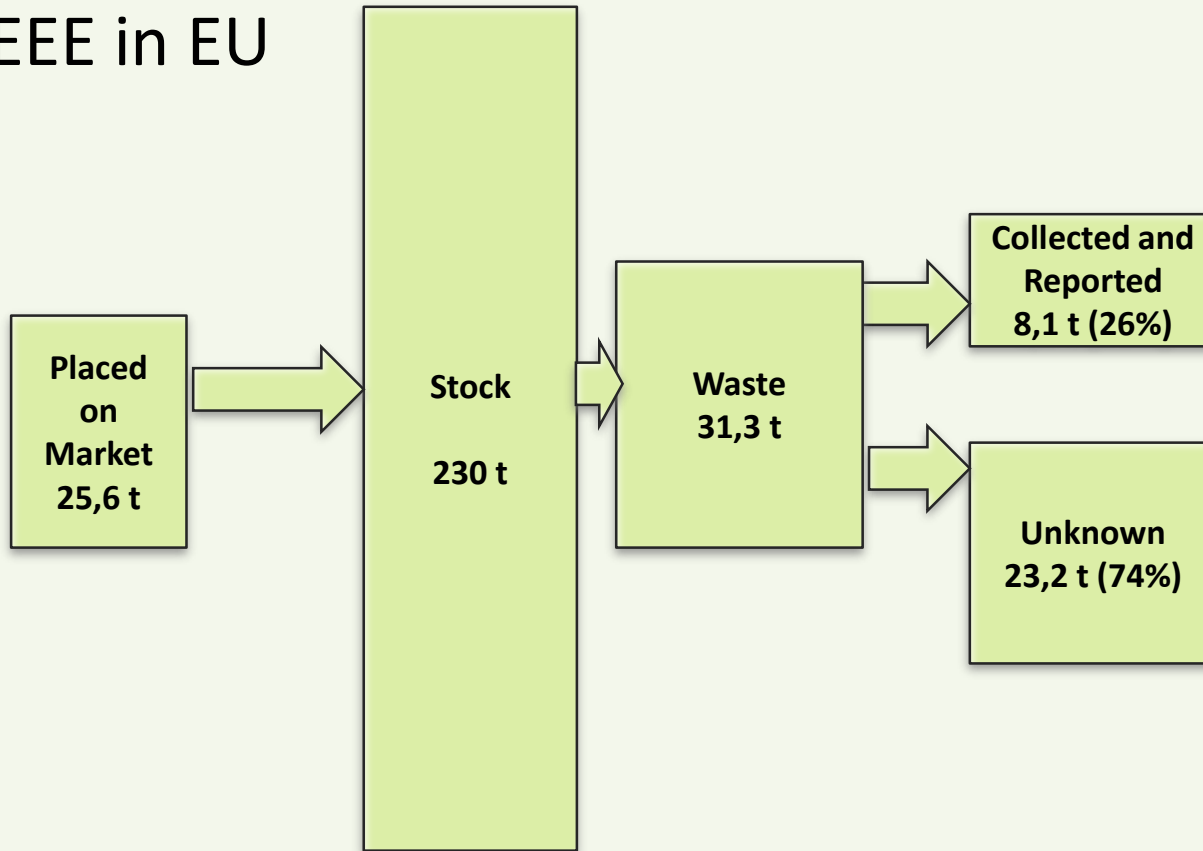 EEE in EU
Placed
on
Market
25,6 t
Stock
230 t
Waste
31,3 t
Collected and
Reported
8,1 t (26%)
Unknown
23,2 t (74%)